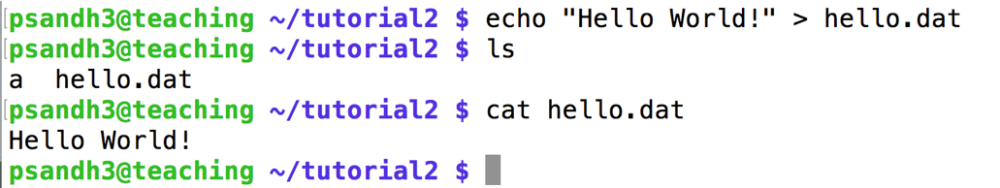 psandh3@teaching ~/tutorial2 $ echo "Hello World!" > hello.dat
psandh3@teaching ~/tutorial2 $ ls
a  hello.dat
psandh3@teaching ~/tutorial2 $ cat hello.dat
Hello World!
psandh3@teaching ~/tutorial2 $